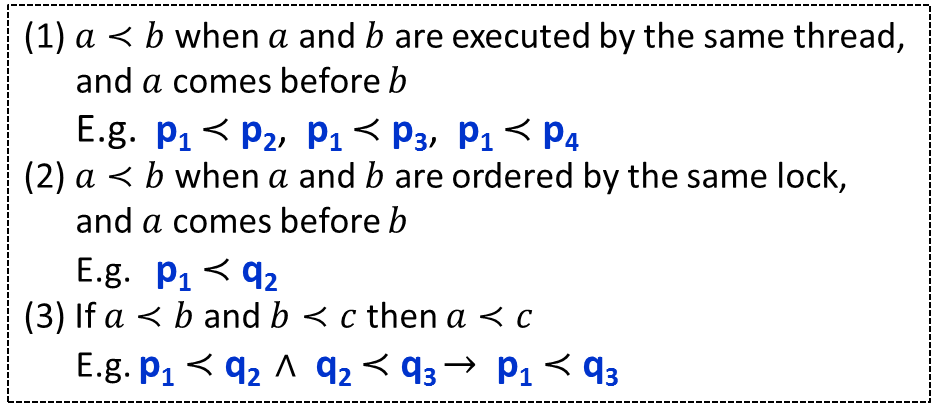 (1) a ≺ b when a and b are executed by the same thread,
and a comes before b
E.g. p₁ ≺ p₂, p₁ ≺ p₃, p₁ ≺ p₄
(2) a ≺ b when a and b are ordered by the same lock,
and a comes before b
E.g. p₁ ≺ q₂
(3) If a ≺ b and b ≺ c then a ≺ c
E.g. p₁ ≺ q₂ ∧ q₂ ≺ q₃ → p₁ ≺ q₃